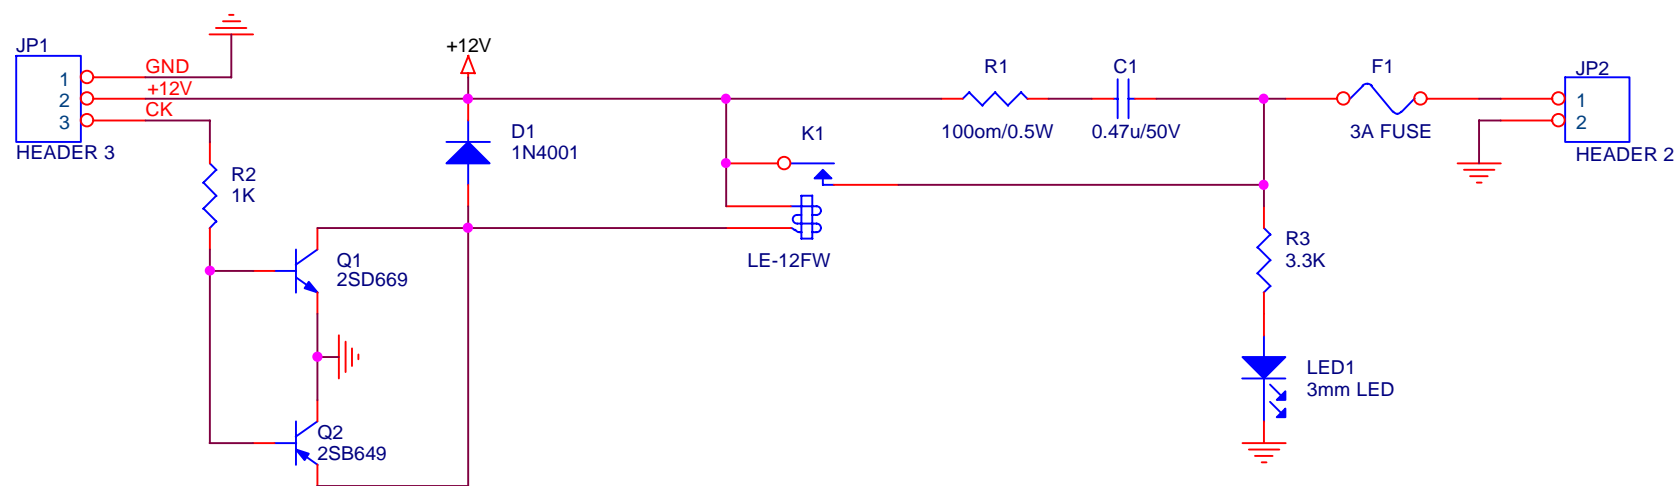 JP1
1
2
3
HEADER 3
GND
+12V
CK
+12V
R2
1K
D1
1N4001
Q1
2SD669
Q2
2SB649
K1
LE-12FW
R1
100om/0.5W
C1
0.47u/50V
F1
3A FUSE
JP2
1
2
HEADER 2
R3
3.3K
LED1
3mm LED